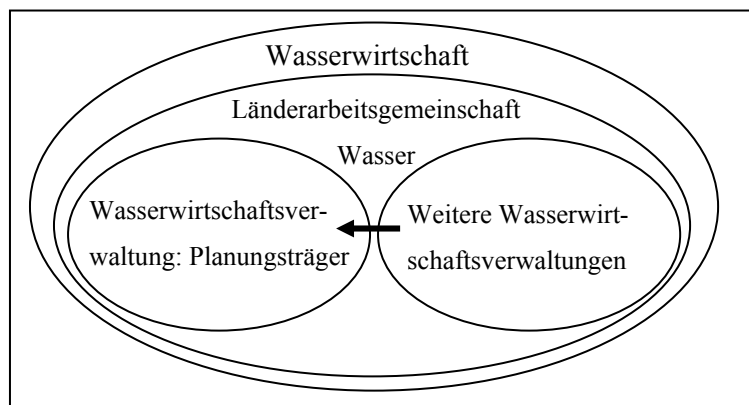 Wasserwirtschaft
Länderarbeitsgemeinschaft
Wasser
Wasserwirtschaftsver-
waltung: Planungsträger
Weitere Wasserwirt-
schaftsverwaltungen